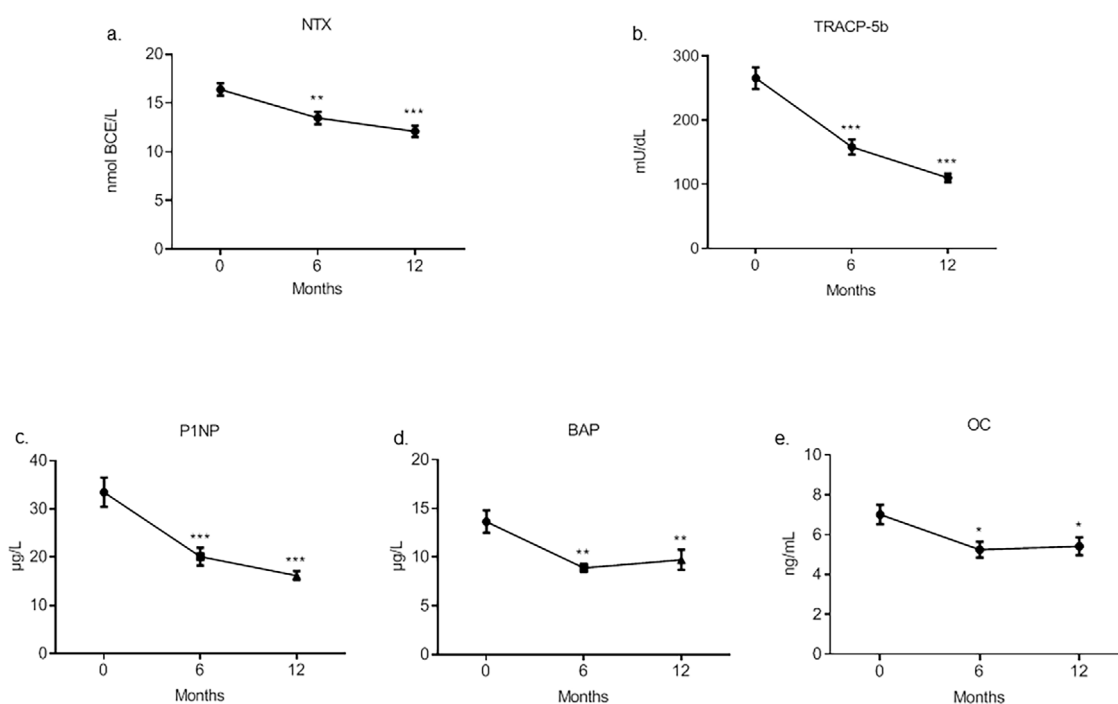 a.
NTX
nmol BCE/L
20
15
10
5
0
**
***
0 6 12
Months
b.
TRACP-5b
mU/dL
300
200
100
0
***
***
0 6 12
Months
c.
P1NP
µg/L
40
30
20
10
0
***
***
0 6 12
Months
d.
BAP
µg/L
20
15
10
5
0
**
**
0 6 12
Months
e.
OC
ng/mL
10
8
6
4
2
0
*
*
0 6 12
Months